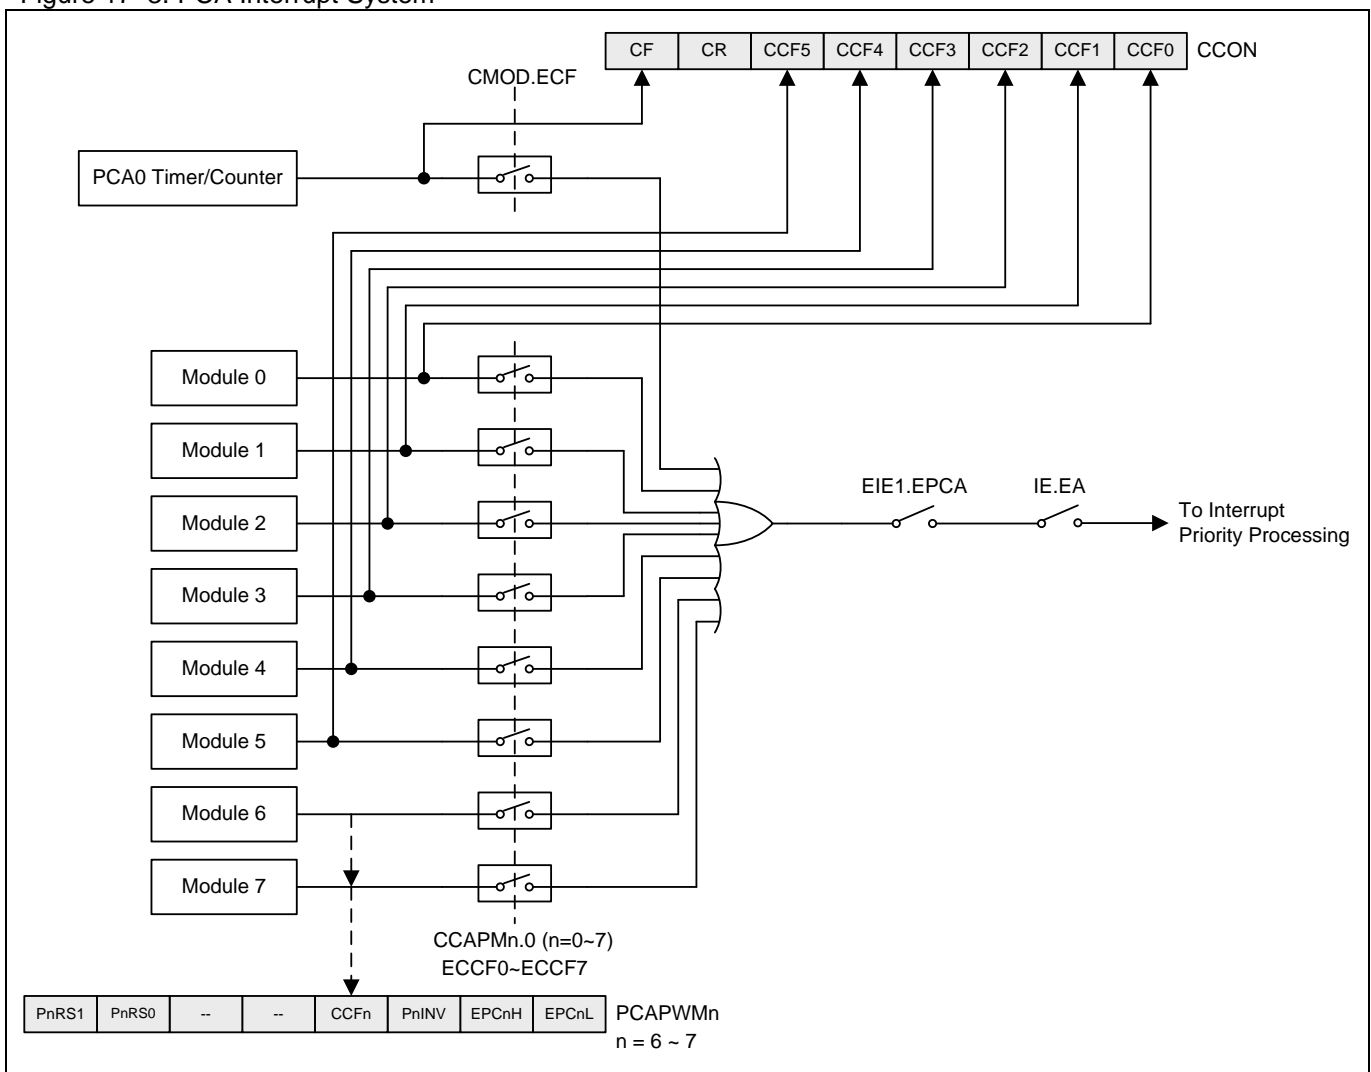 CF CR CCF5 CCF4 CCF3 CCF2 CCF1 CCF0 CCON
CMOD.ECF
PCA0 Timer/Counter
Module 0
Module 1
Module 2
Module 3
Module 4
Module 5
Module 6
Module 7
EIE1.EPCA
IE.EA
To Interrupt
Priority Processing
CCAPMn.0 (n=0~7)
ECCF0~ECCF7
PnRS1 PnRS0 -- -- CCFn PnINV EPCnH EPCnL PCAPWMn
n = 6 ~ 7